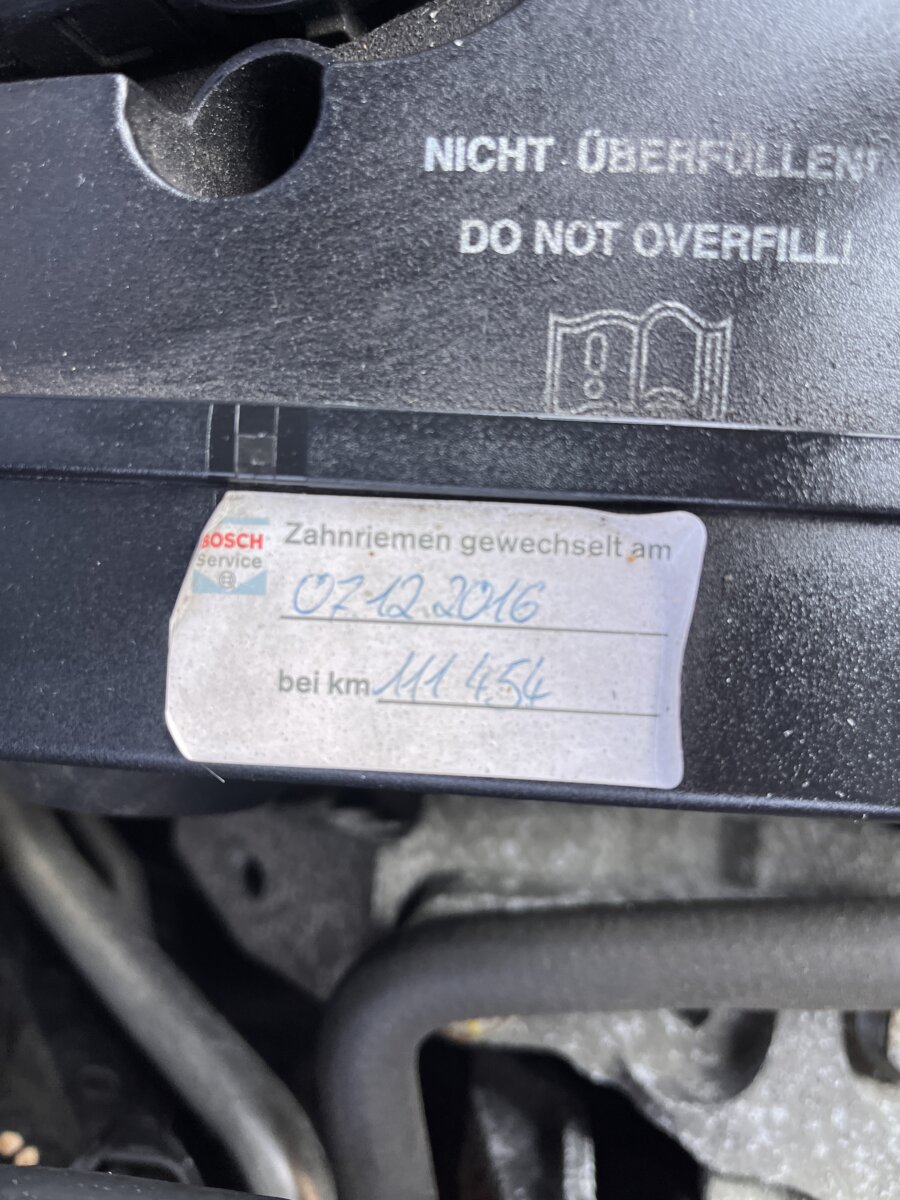 NICHT ÜBERFÜLLEN!
DO NOT OVERFILL!
BOSCH
Service
Zahnriemen gewechselt am
07.12.2016
bei km 111 454